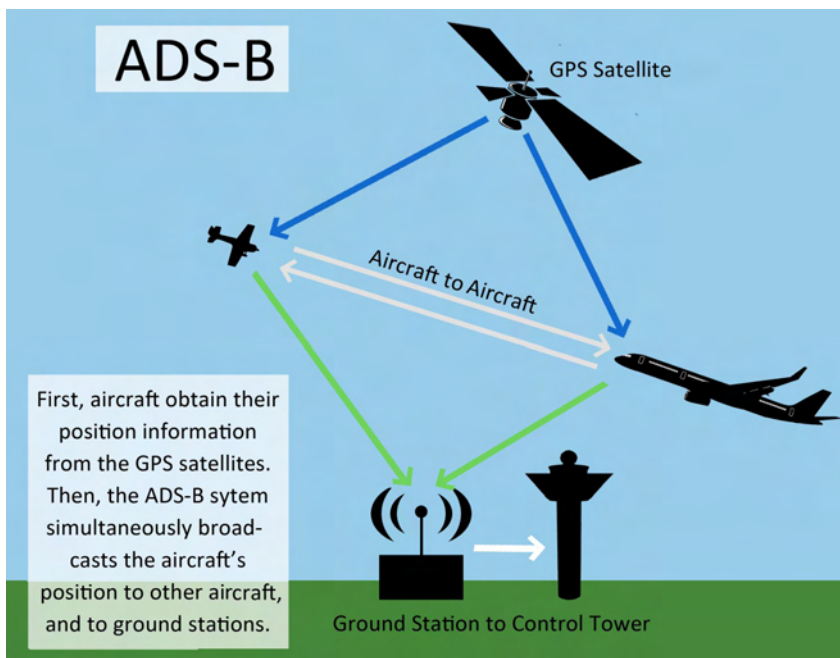 ADS-B
GPS Satellite
Aircraft to Aircraft
First, aircraft obtain their
position information
from the GPS satellites.
Then, the ADS-B sytem
simultaneously broad-
casts the aircraft's
position to other aircraft,
and to ground stations.
Ground Station to Control Tower